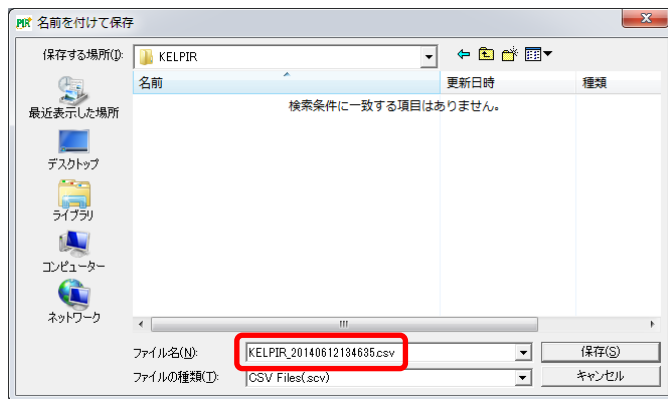 PIR 名前を付けて保存
保存する場所(I): KELPIR
名前 更新日時 種類
検索条件に一致する項目はありません。
最近表示した場所
デスクトップ
ライブラリ
コンピューター
ネットワーク
ファイル名(N): KELPIR_20140612134635.csv 保存(S)
ファイルの種類(T): CSV Files(.scv) キャンセル